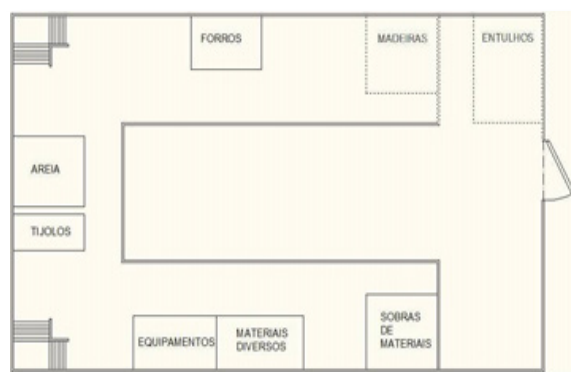 FORROS
MADEIRAS
ENTULHOS
AREIA
TIJOLOS
EQUIPAMENTOS
MATERIAIS
DIVERSOS
SOBRAS
DE
MATERIAIS